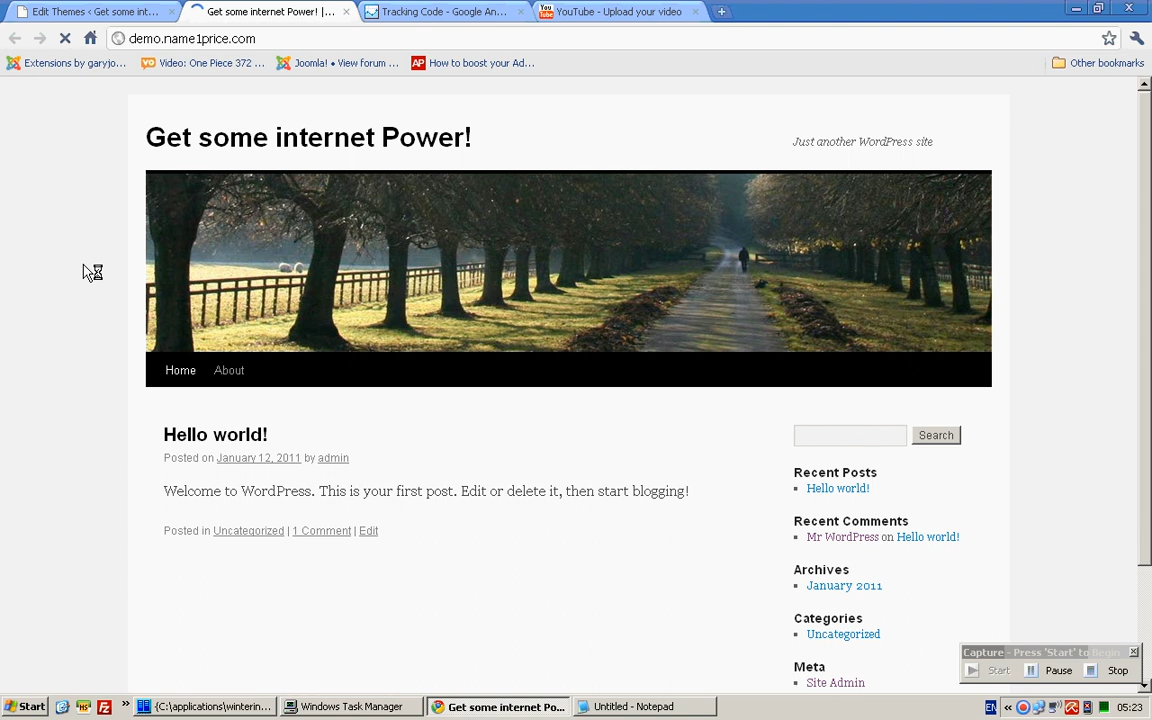 Edit Themes ‹ Get some int...
Get some internet Power! |...
Tracking Code - Google An...
You Tube
YouTube - Upload your video
demo.name1price.com
Extensions by garyjo...
Video: One Piece 372 ...
Joomla! • View forum ...
AP
How to boost your Ad...
Other bookmarks
Get some internet Power!
Just another WordPress site
Home
About
Hello world!
Posted on January 12, 2011 by admin
Welcome to WordPress. This is your first post. Edit or delete it, then start blogging!
Posted in Uncategorized | 1 Comment | Edit
Search
Recent Posts
Hello world!
Recent Comments
Mr WordPress on Hello world!
Archives
January 2011
Categories
Uncategorized
Meta
Site Admin
Capture - Press 'Start' to Begin
Start
Pause
Stop
Start
{C:\applications\winterin...
Windows Task Manager
Get some internet Po...
Untitled - Notepad
EN
05:23